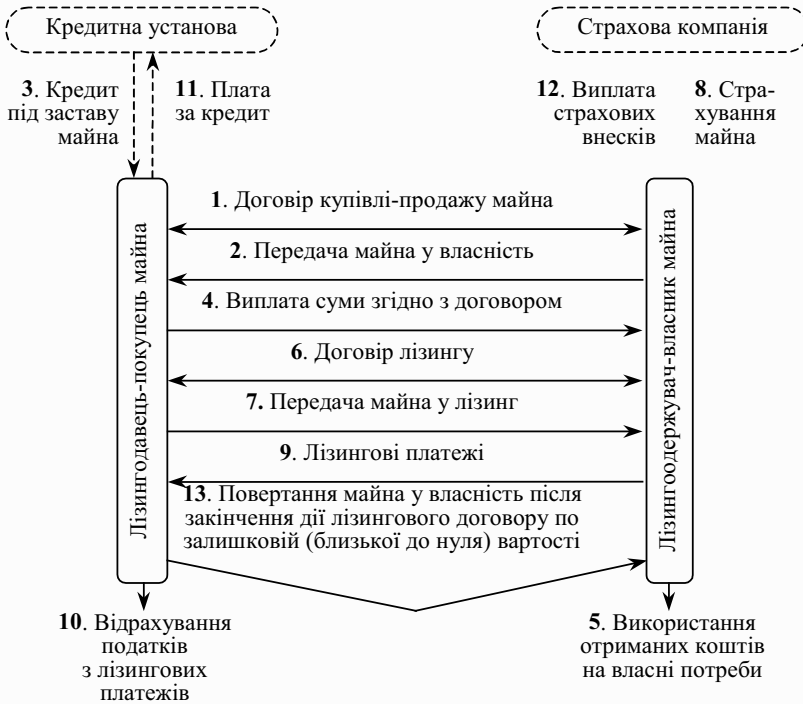 Кредитна установа
Страхова компанія
3. Кредит
під заставу
майна
11. Плата
за кредит
12. Виплата
страхових
внесків
8. Стра-
хування
майна
Лізингодавець-покупець майна
1. Договір купівлі-продажу майна
2. Передача майна у власність
4. Виплата суми згідно з договором
6. Договір лізингу
7. Передача майна у лізинг
9. Лізингові платежі
13. Повертання майна у власність після
закінчення дії лізингового договору по
залишковій (близької до нуля) вартості
Лізингоодержувач-власник майна
10. Відрахування
податків
з лізингових
платежів
5. Використання
отриманих коштів
на власні потреби